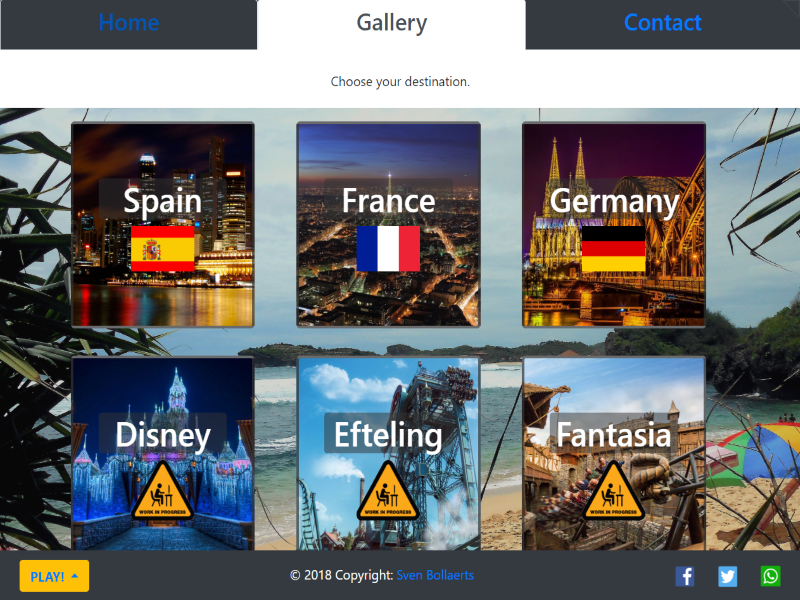 Home
Gallery
Contact
Choose your destination.
Spain
France
Germany
Disney
Efteling
Fantasia
WORK IN PROGRESS
WORK IN PROGRESS
WORK IN PROGRESS
PLAY!
© 2018 Copyright: Sven Bollaerts